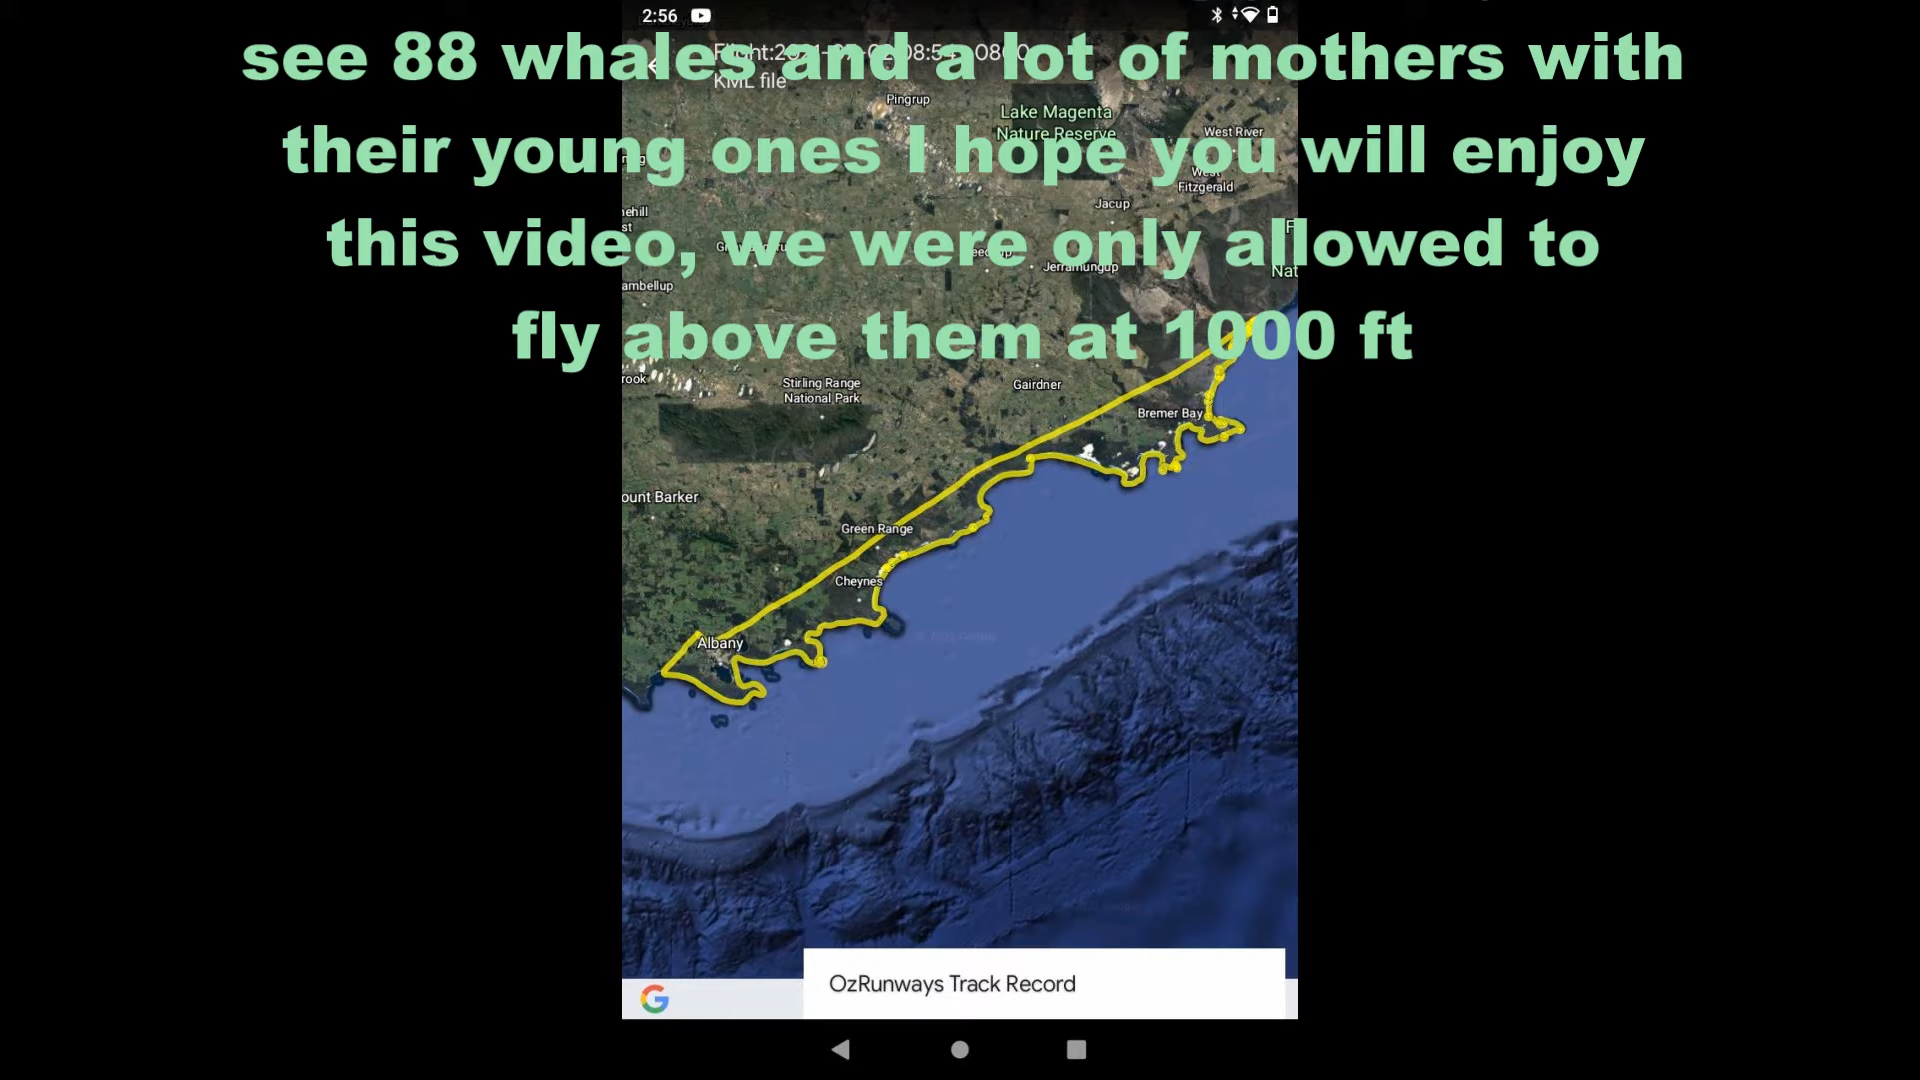 2:56
see 88 whales and a lot of mothers with
KML file
Pingrup
Lake Magenta
Nature Reserve
West River
their young ones I hope you will enjoy
West
Fitzgerald
Jacup
this video, we were only allowed to
Jerramungup
Nat
ambellup
fly above them at 1000 ft
rook
Stirling Range
National Park
Gairdner
Bremer Bay
ount Barker
Green Range
Cheynes
Albany
OzRunways Track Record